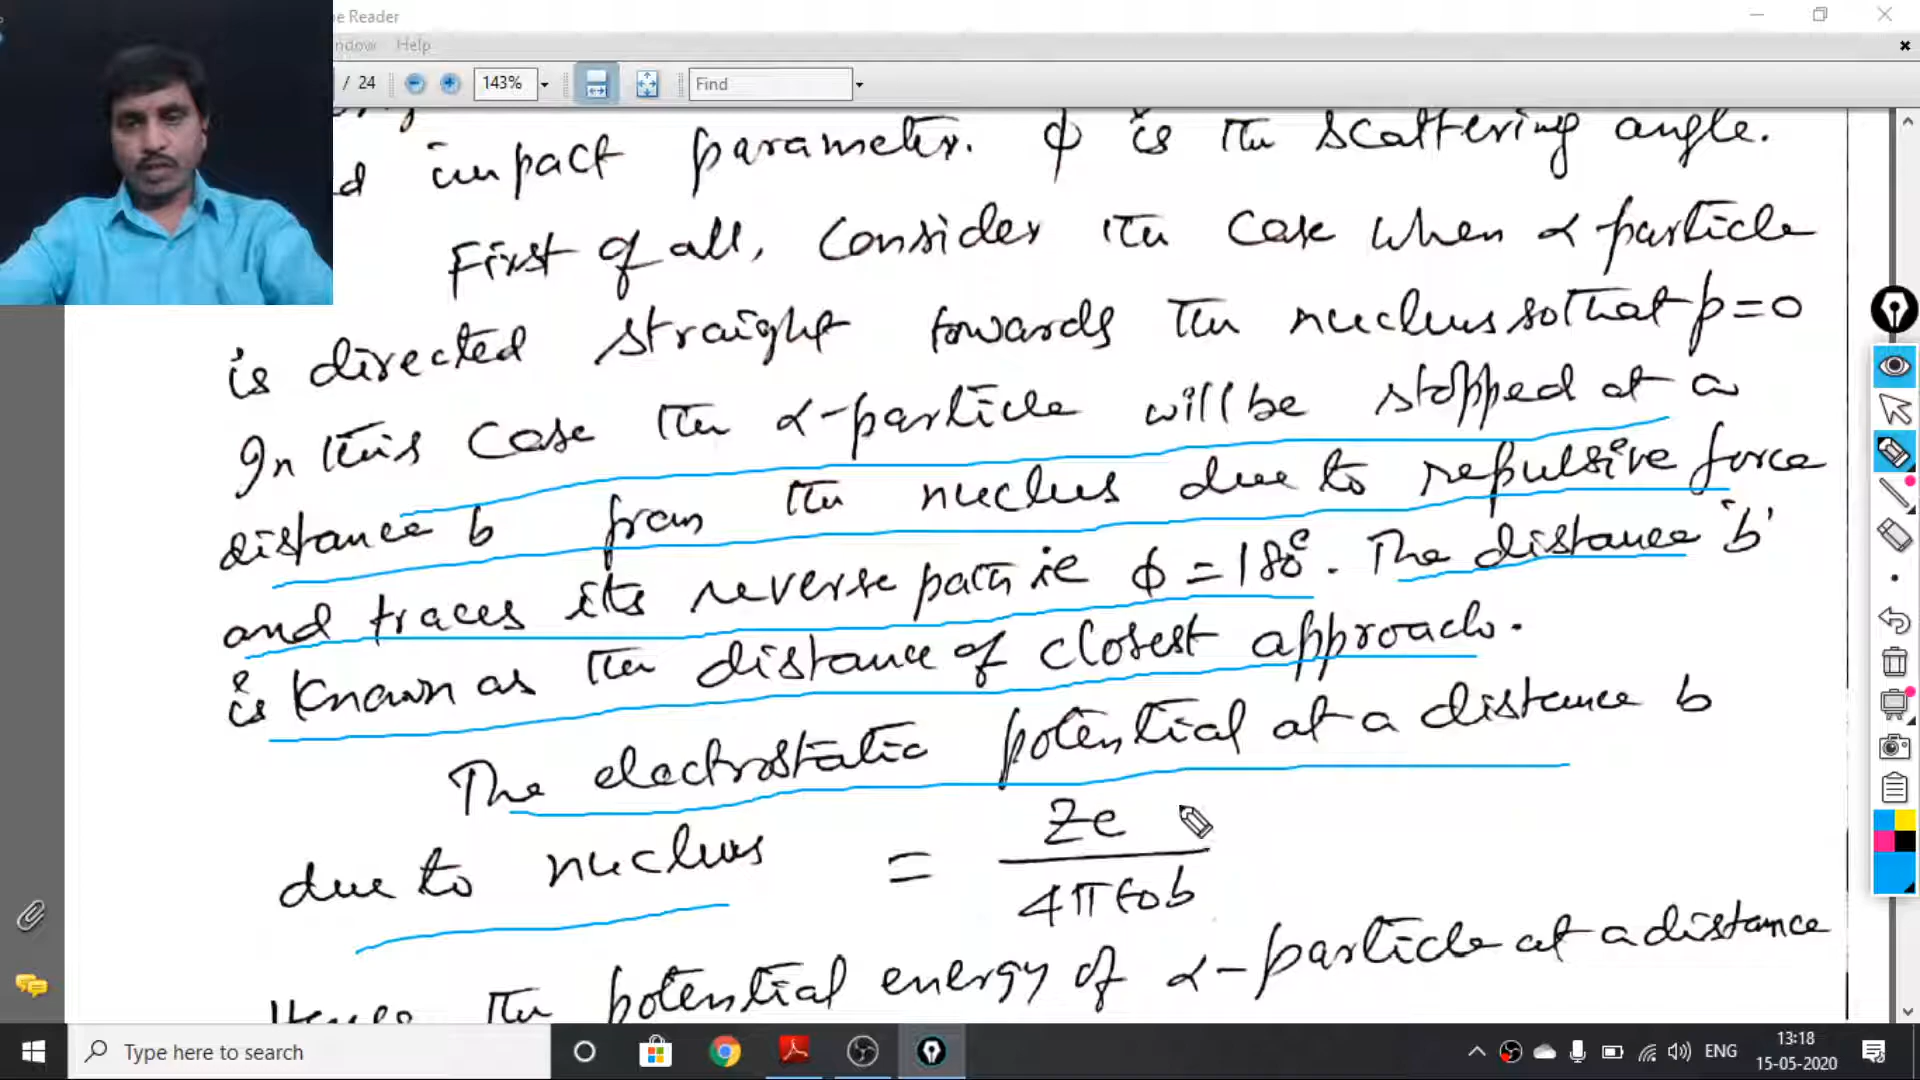 e Reader
ndow Help
/ 24 143% Find
d impact parameter. ϕ is the scattering angle.
First of all, consider the case when α particle
is directed straight towards the nucleus so that p=0
In this case the α-particle will be stopped at a
distance b from the nucleus due to repulsive force
and traces its reverse path ie ϕ = 180°. The distance 'b'
is known as the distance of closest approach.
The electrostatic potential at a distance b
due to nucleus = Ze / 4πε0b
Hence the potential energy of α-particle at a distance
Type here to search
ENG
13:18
15-05-2020